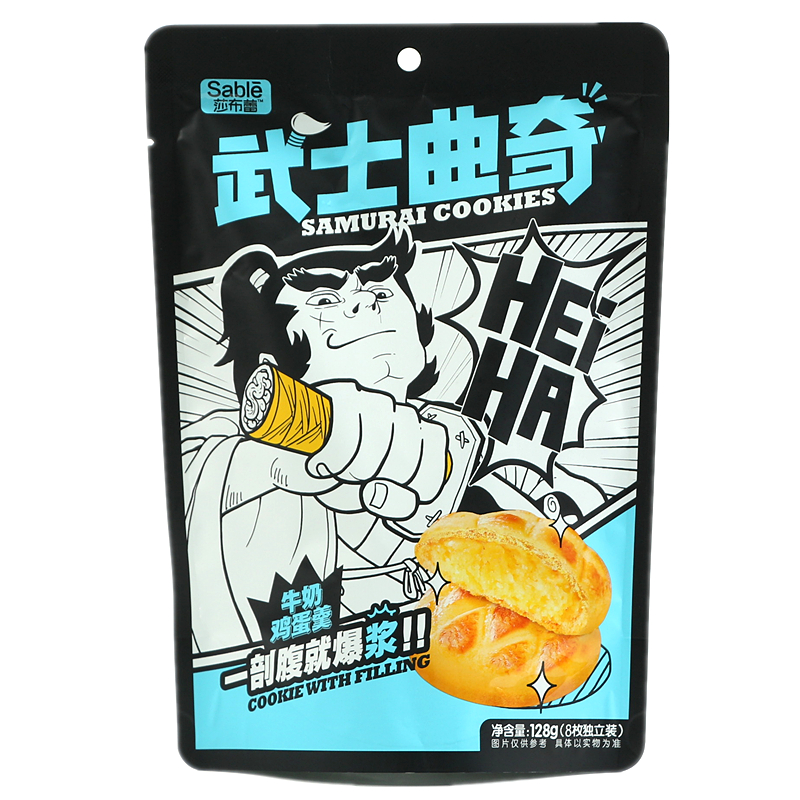 Sablē
莎布蕾™
武士曲奇
SAMURAI COOKIES
HEi
HA
牛奶
鸡蛋羹
一剖腹就爆浆!!
COOKIE WITH FILLING
净含量:128g(8枚独立装)
图片仅供参考 具体以实物为准